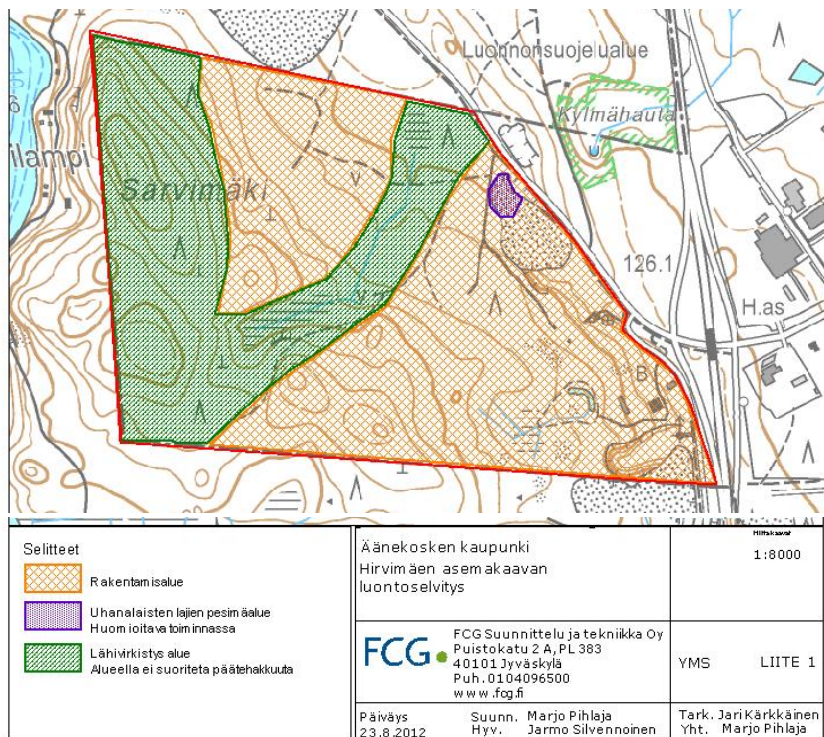 Luonnonsuojelualue
Kylmähauta
ilampi
Sarvimäki
126.1
H.as
B
Selitteet
Rakentamisalue
Uhanalaisten lajien pesimäalue
Huomioitava toiminnassa
Lähivirkistys alue
Alueella ei suoriteta päätehakkuuta
Äänekosken kaupunki
Hirvimäen asemakaavan
luontoselvitys
Mittakaavat
1:8000
FCG
FCG Suunnittelu ja tekniikka Oy
Puistokatu 2 A, PL 383
40101 Jyväskylä
Puh. 0104096500
www.fcg.fi
YMS LIITE 1
Päiväys
23.8.2012
Suunn. Marjo Pihlaja
Hyv. Jarmo Silvennoinen
Tark. Jari Kärkkäinen
Yht. Marjo Pihlaja